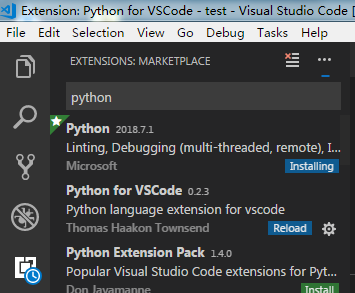 Extension: Python for VSCode - test - Visual Studio Code [
File Edit Selection View Go Debug Tasks Help
EXTENSIONS: MARKETPLACE
python
Python 2018.7.1
Linting, Debugging (multi-threaded, remote), I...
Microsoft Installing
Python for VSCode 0.2.3
Python language extension for vscode
Thomas Haakon Townsend Reload
Python Extension Pack 1.4.0
Popular Visual Studio Code extensions for Pyt...
Don Jayamanne Install